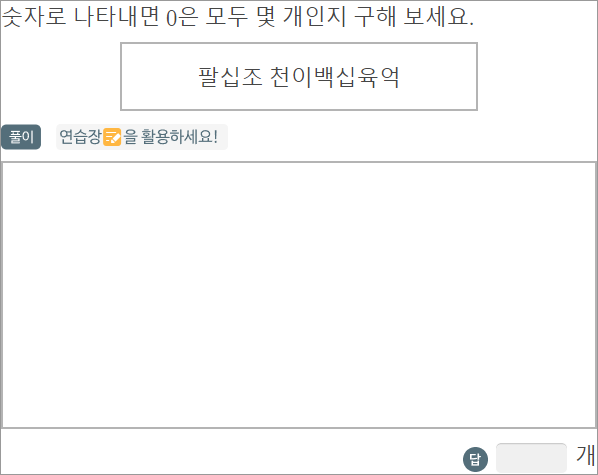 숫자로 나타내면 0은 모두 몇 개인지 구해 보세요.
팔십조 천이백십육억
풀이 연습장을 활용하세요!
답 개